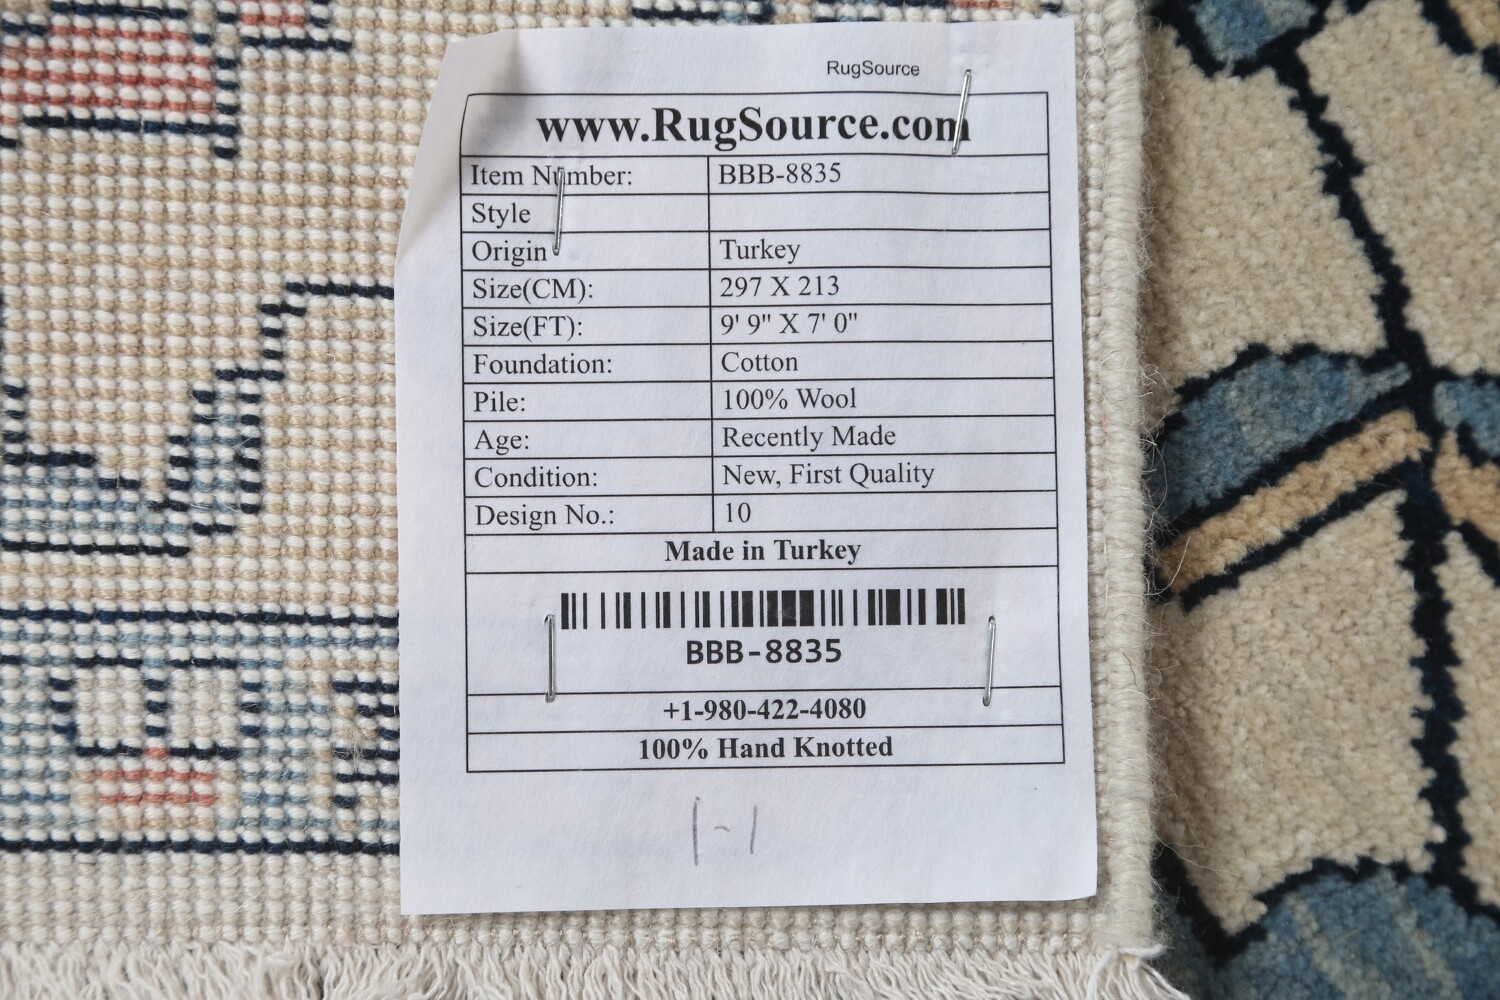 RugSource
www.RugSource.com
Item Number: BBB-8835
Style
Origin Turkey
Size(CM): 297 X 213
Size(FT): 9' 9" X 7' 0"
Foundation: Cotton
Pile: 100% Wool
Age: Recently Made
Condition: New, First Quality
Design No.: 10
Made in Turkey
BBB-8835
+1-980-422-4080
100% Hand Knotted
1-1